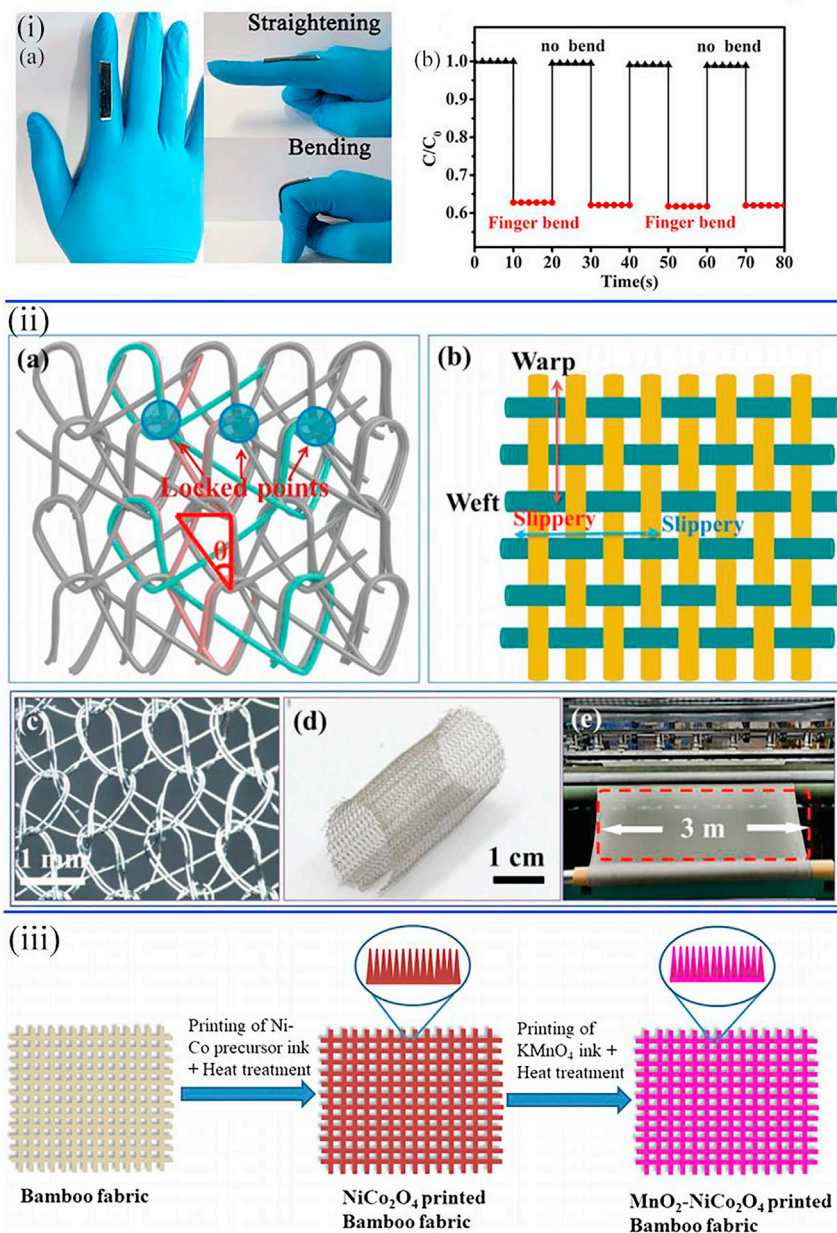 (i)
(a)
Straightening
Bending
(b)
C/C0
1.0
0.9
0.8
0.7
0.6
no bend
no bend
Finger bend
Finger bend
0 10 20 30 40 50 60 70 80
Time(s)
(ii)
(a)
Locked points
θ
(b)
Warp
Weft
Slippery
Slippery
(c)
1 mm
(d)
1 cm
(e)
3 m
(iii)
Printing of Ni-
Co precursor ink
+ Heat treatment
Printing of
KMnO4 ink +
Heat treatment
Bamboo fabric
NiCo2O4 printed
Bamboo fabric
MnO2-NiCo2O4 printed
Bamboo fabric